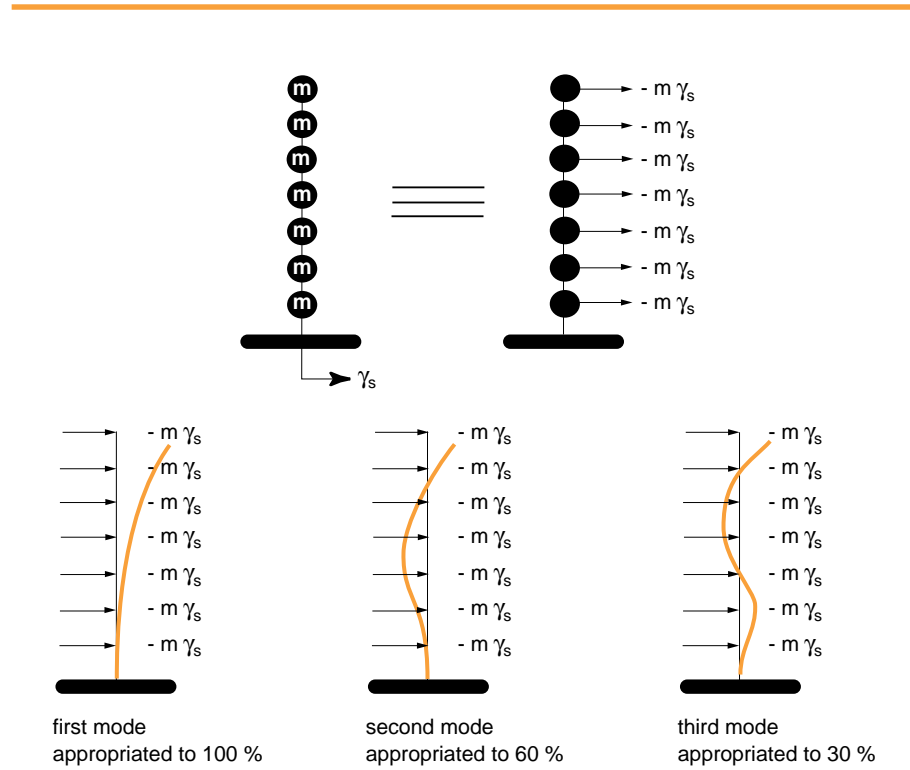 m - m γs
m - m γs
m - m γs
m - m γs
m - m γs
m - m γs
m - m γs
γs
- m γs - m γs - m γs
- m γs - m γs - m γs
- m γs - m γs - m γs
- m γs - m γs - m γs
- m γs - m γs - m γs
- m γs - m γs - m γs
- m γs - m γs - m γs
first mode second mode third mode
appropriated to 100 % appropriated to 60 % appropriated to 30 %